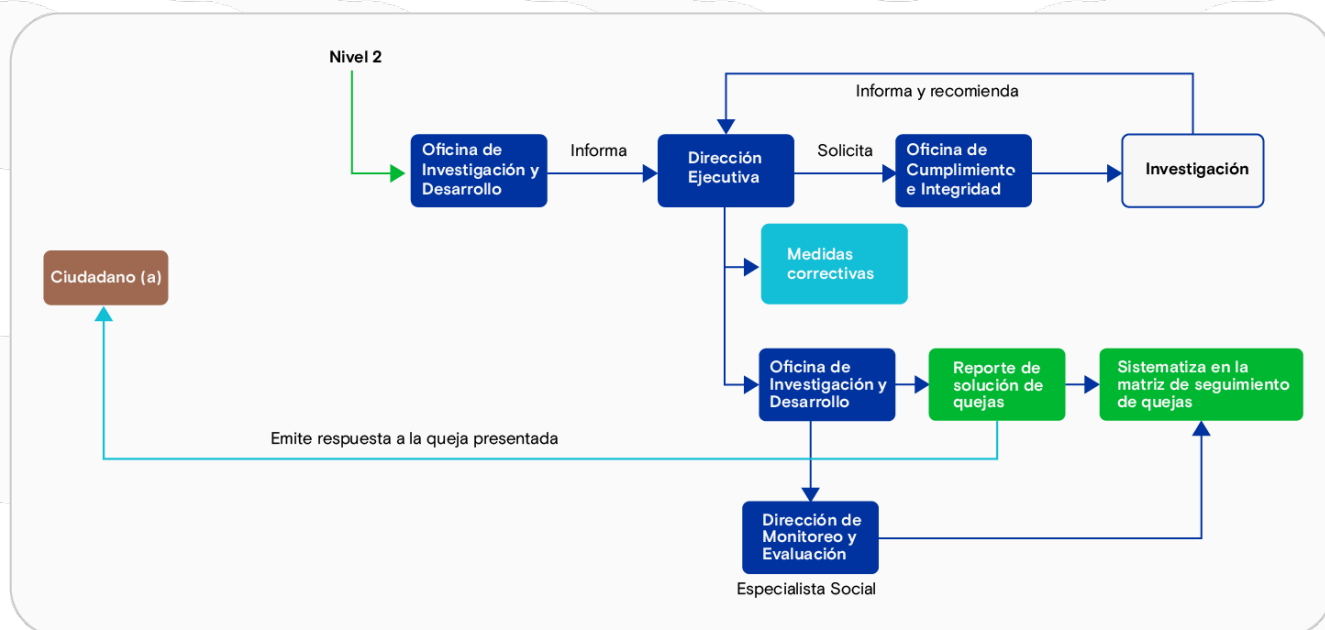 Nivel 2
Informa y recomienda
Oficina de
Investigación y
Desarrollo
Informa
Dirección
Ejecutiva
Solicita
Oficina de
Cumplimiento
e Integridad
Investigación
Medidas
correctivas
Ciudadano (a)
Oficina de
Investigación y
Desarrollo
Reporte de
solución de
quejas
Sistematiza en la
matriz de seguimiento
de quejas
Emite respuesta a la queja presentada
Dirección de
Monitoreo y
Evaluación
Especialista Social